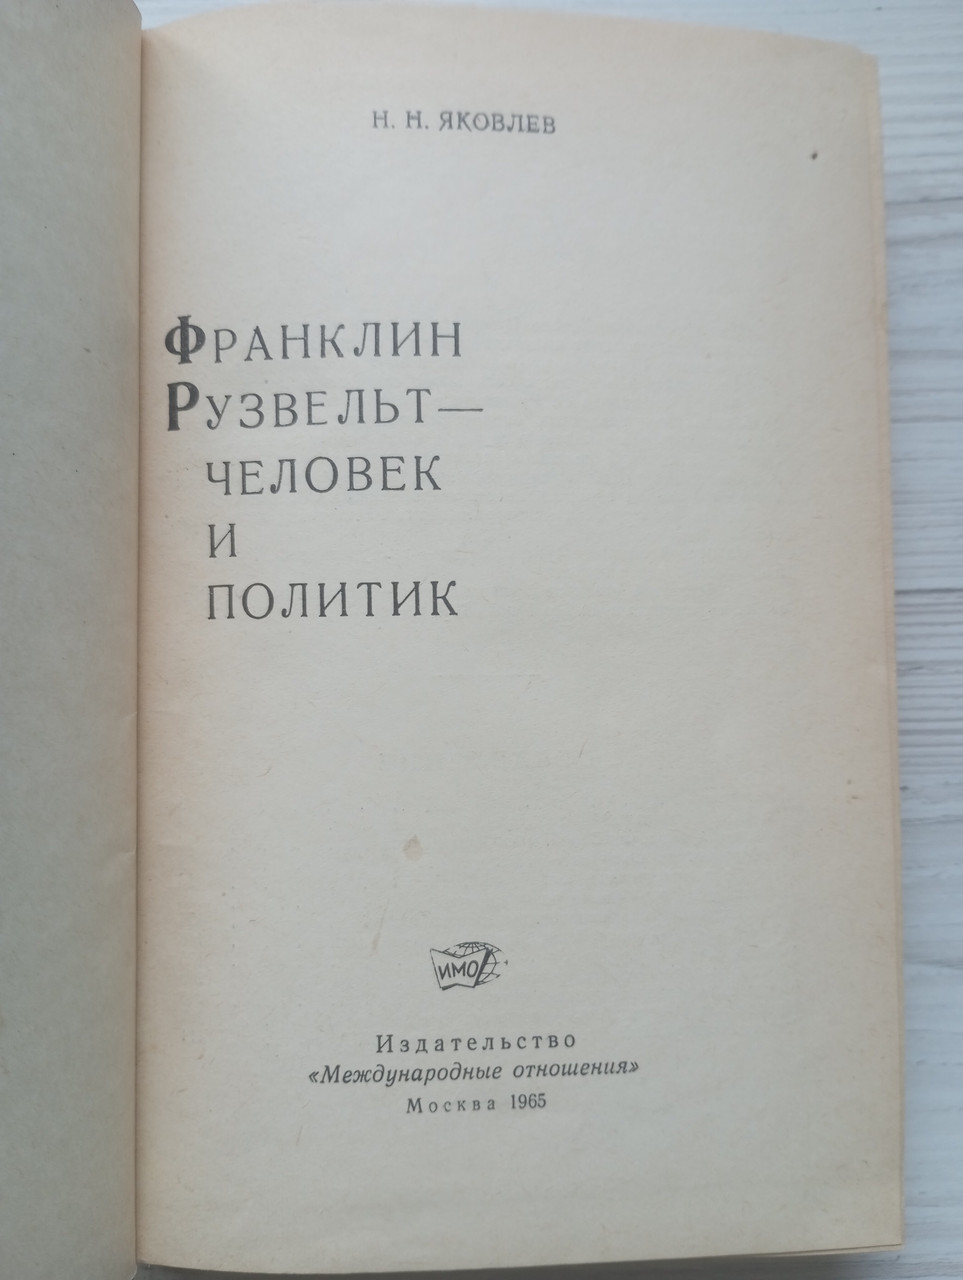 Н. Н. ЯКОВЛЕВ
ФРАНКЛИН
РУЗВЕЛЬТ—
ЧЕЛОВЕК
И
ПОЛИТИК
ИМО
Издательство
«Международные отношения»
Москва 1965